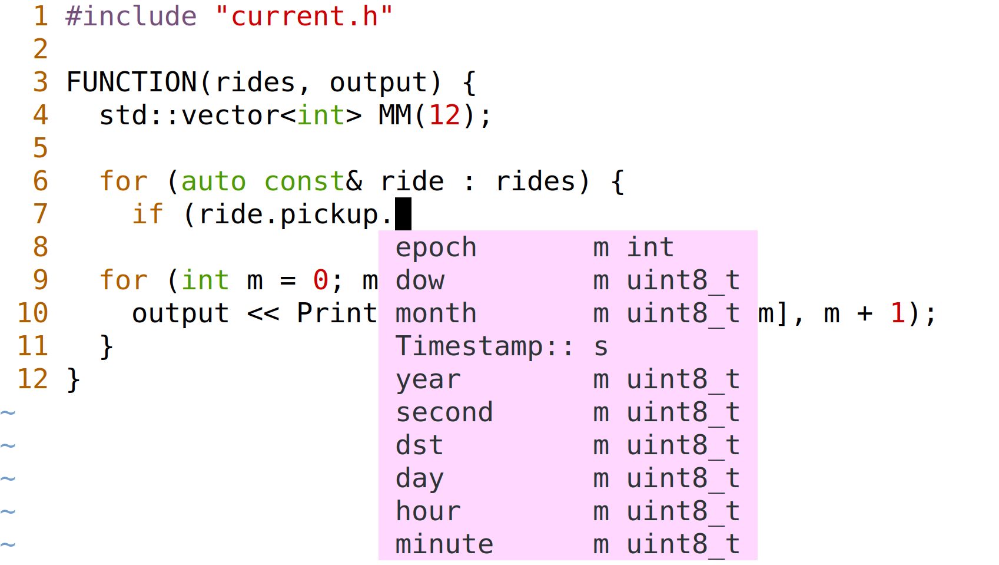 1 #include "current.h"
2
3 FUNCTION(rides, output) {
4   std::vector<int> MM(12);
5
6   for (auto const& ride : rides) {
7     if (ride.pickup.
8 epoch       m int
9   for (int m = 0; m dow         m uint8_t
10     output << Print month       m uint8_t m], m + 1);
11   } Timestamp:: s
12 } year        m uint8_t
~ second      m uint8_t
~ dst         m uint8_t
~ day         m uint8_t
~ hour        m uint8_t
~ minute      m uint8_t